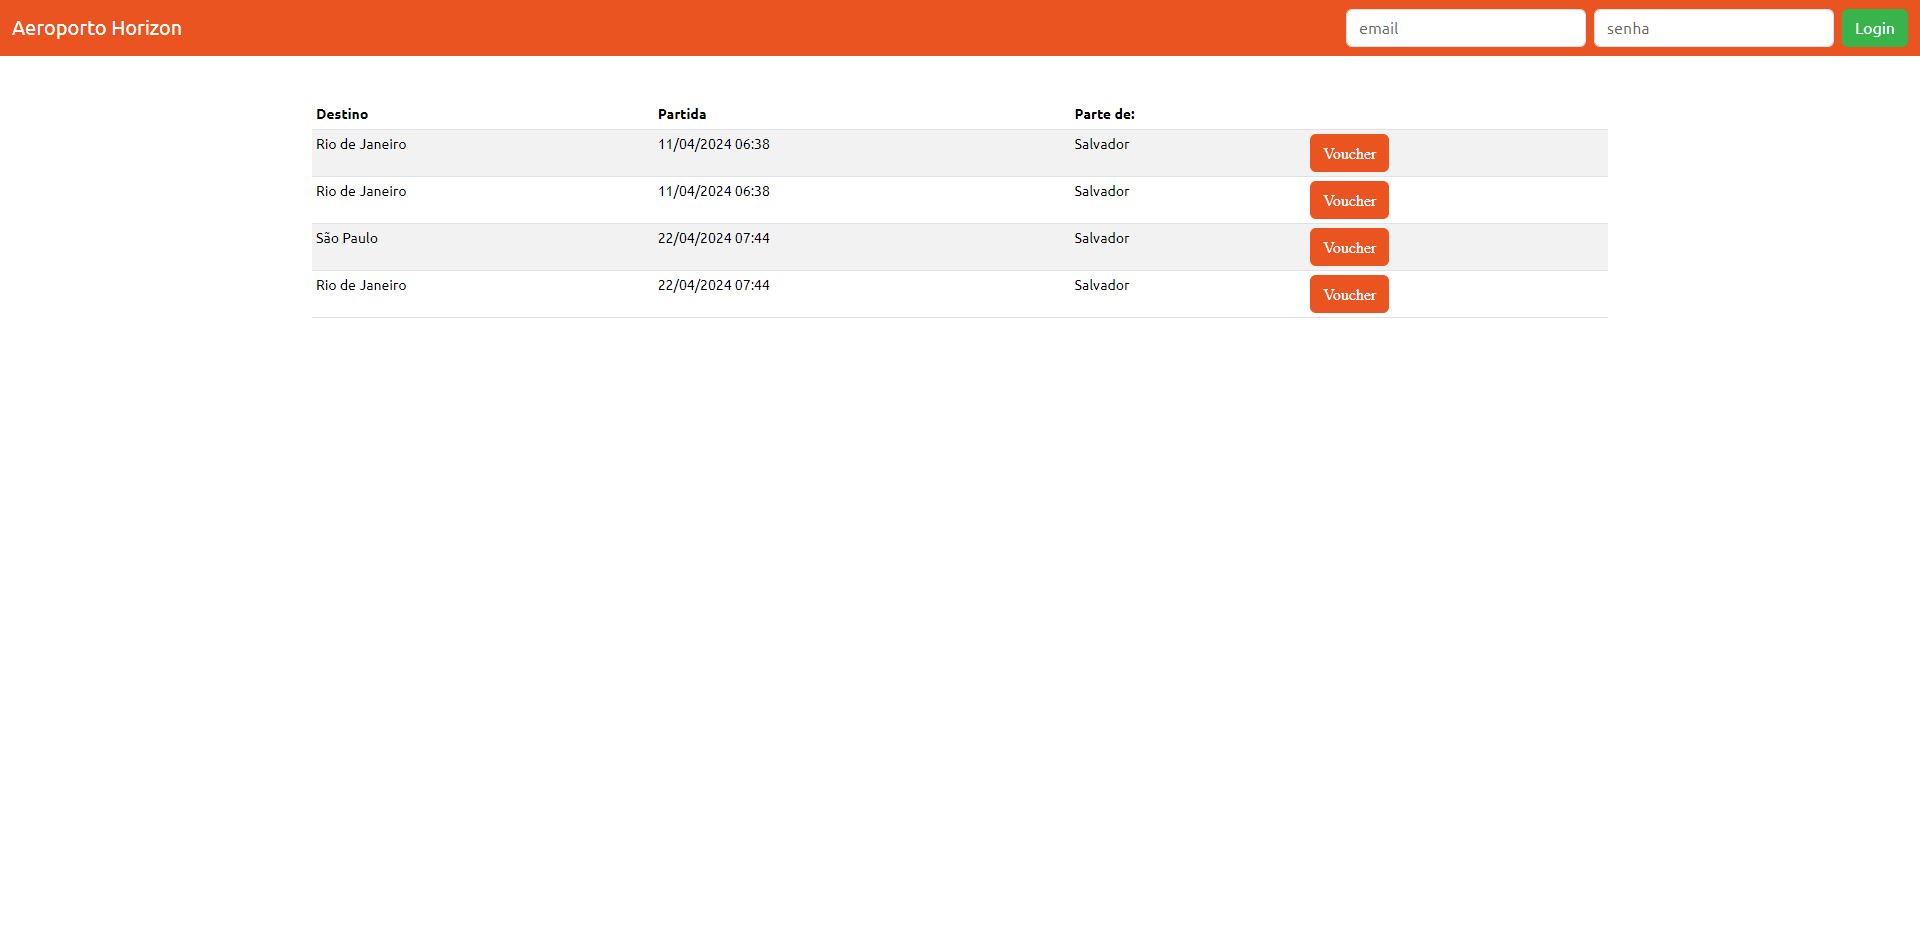 Aeroporto Horizon email senha Login
Destino Partida Parte de:
Rio de Janeiro 11/04/2024 06:38 Salvador Voucher
Rio de Janeiro 11/04/2024 06:38 Salvador Voucher
São Paulo 22/04/2024 07:44 Salvador Voucher
Rio de Janeiro 22/04/2024 07:44 Salvador Voucher